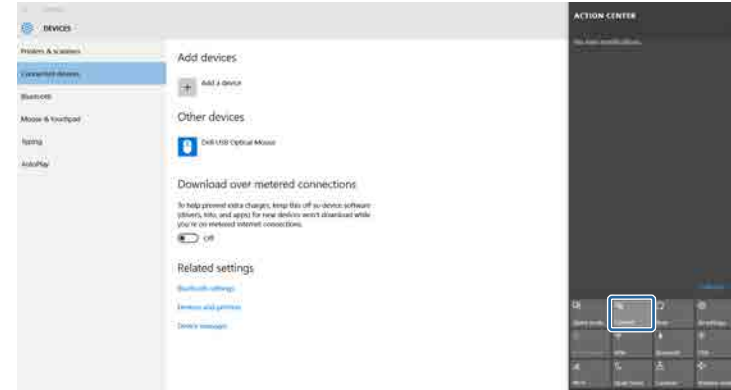 DEVICES
Printers & scanners
Connected devices
Bluetooth
Mouse & touchpad
Typing
AutoPlay
Add devices
Add a device
Other devices
Dell USB Optical Mouse
Download over metered connections
To help prevent extra charges, keep this off so device software
(drivers, info, and apps) for new devices won't download while
you're on metered Internet connections.
Off
Related settings
Bluetooth settings
Devices and printers
Device manager
ACTION CENTER
No new notifications
Connect